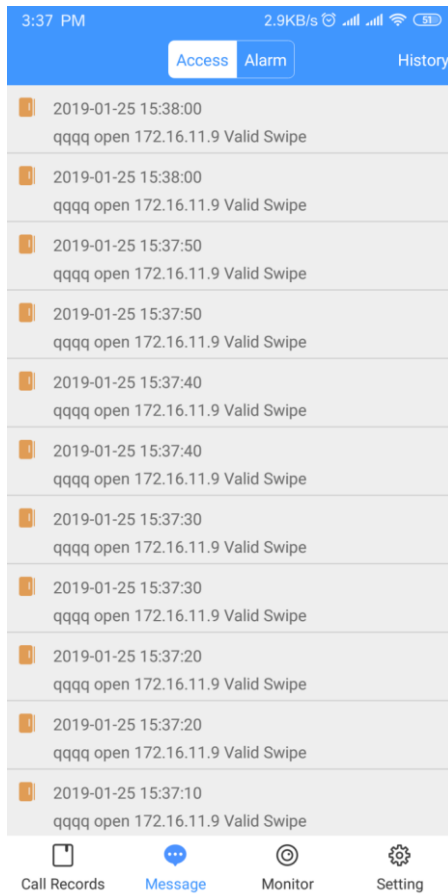 3:37 PM 2.9KB/s 51
Access Alarm History
2019-01-25 15:38:00
qqqq open 172.16.11.9 Valid Swipe
2019-01-25 15:38:00
qqqq open 172.16.11.9 Valid Swipe
2019-01-25 15:37:50
qqqq open 172.16.11.9 Valid Swipe
2019-01-25 15:37:50
qqqq open 172.16.11.9 Valid Swipe
2019-01-25 15:37:40
qqqq open 172.16.11.9 Valid Swipe
2019-01-25 15:37:40
qqqq open 172.16.11.9 Valid Swipe
2019-01-25 15:37:30
qqqq open 172.16.11.9 Valid Swipe
2019-01-25 15:37:30
qqqq open 172.16.11.9 Valid Swipe
2019-01-25 15:37:20
qqqq open 172.16.11.9 Valid Swipe
2019-01-25 15:37:20
qqqq open 172.16.11.9 Valid Swipe
2019-01-25 15:37:10
qqqq open 172.16.11.9 Valid Swipe
Call Records Message Monitor Setting